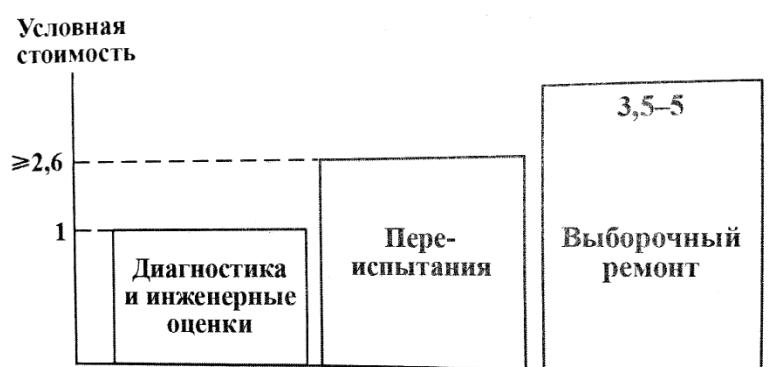 Условная
стоимость
3,5–5
≥2,6
1
Диагностика
и инженерные
оценки
Пере-
испытания
Выборочный
ремонт